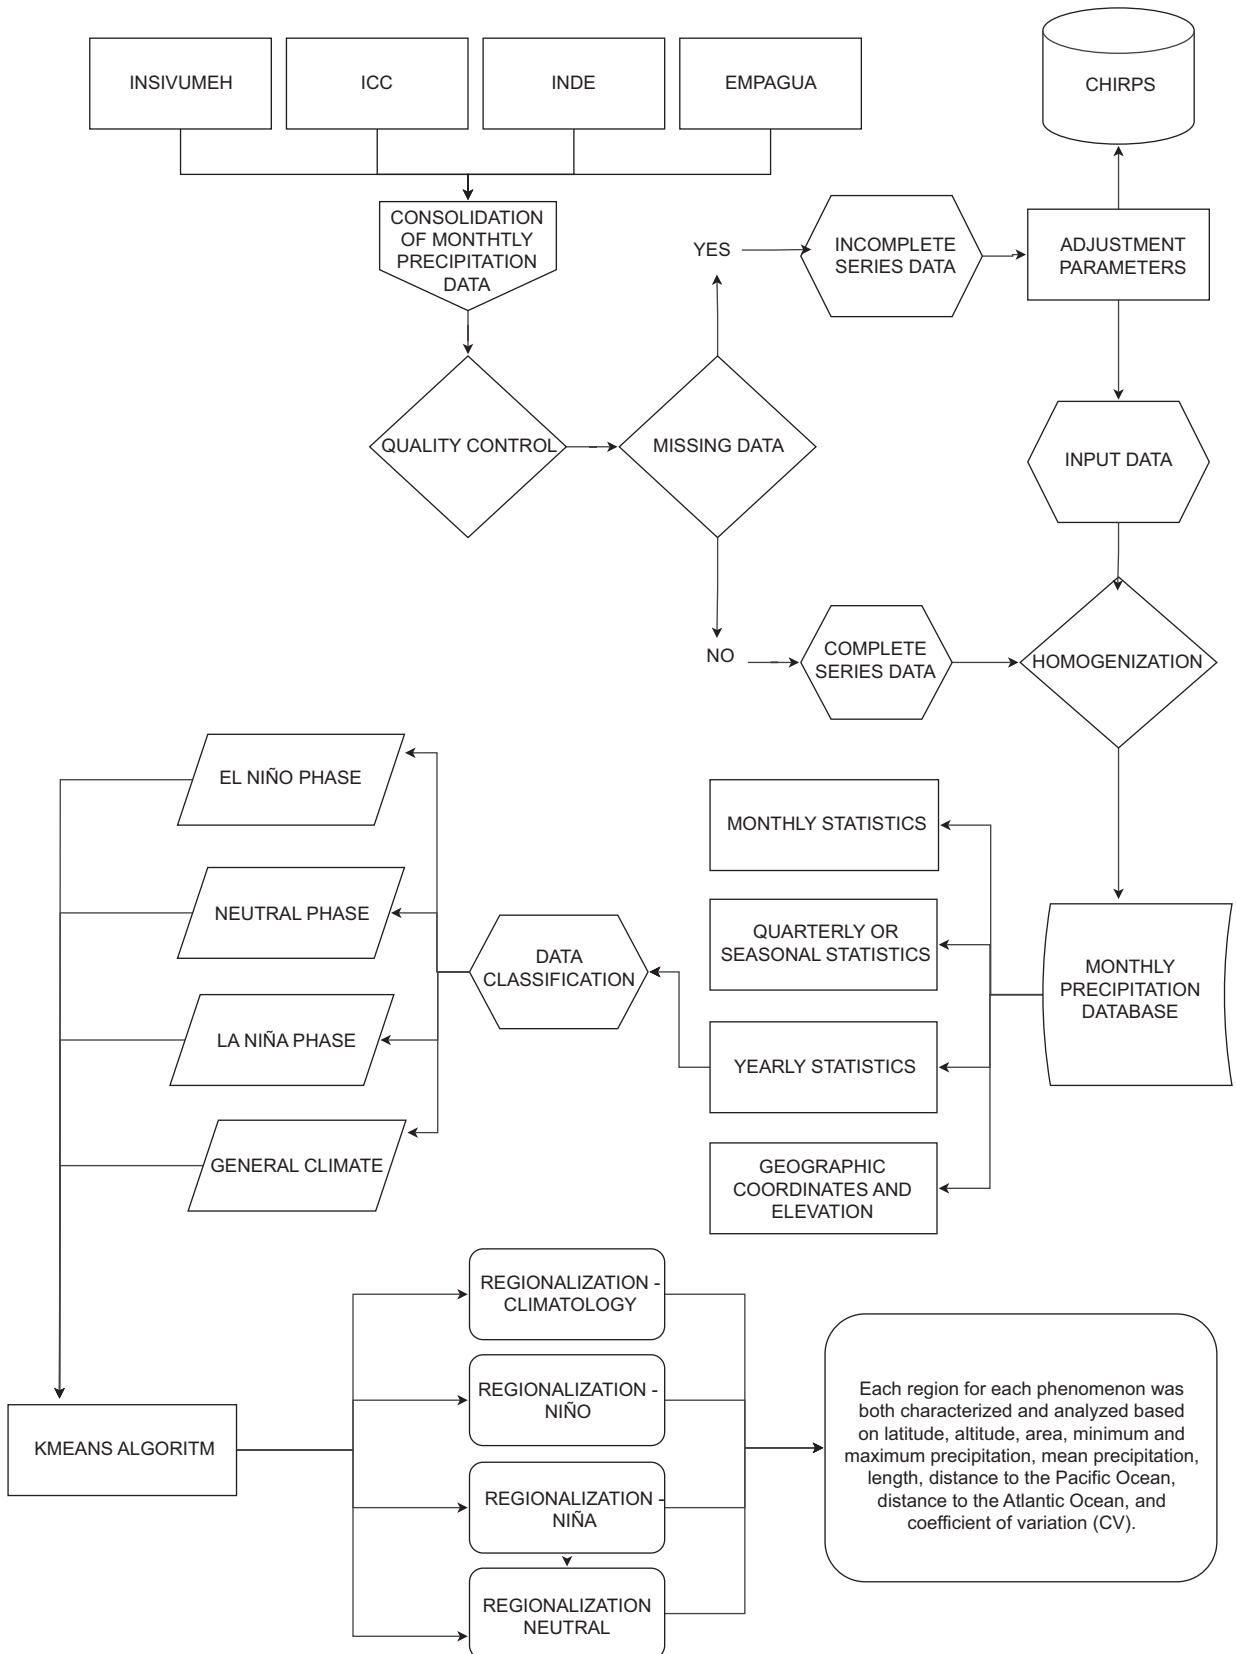 INSIVUMEH
ICC
INDE
EMPAGUA
CHIRPS
CONSOLIDATION
OF MONTHTLY
PRECIPITATION
DATA
YES
INCOMPLETE
SERIES DATA
ADJUSTMENT
PARAMETERS
QUALITY CONTROL
MISSING DATA
INPUT DATA
NO
COMPLETE
SERIES DATA
HOMOGENIZATION
EL NIÑO PHASE
NEUTRAL PHASE
LA NIÑA PHASE
GENERAL CLIMATE
DATA
CLASSIFICATION
MONTHLY STATISTICS
QUARTERLY OR
SEASONAL STATISTICS
YEARLY STATISTICS
GEOGRAPHIC
COORDINATES AND
ELEVATION
MONTHLY
PRECIPITATION
DATABASE
KMEANS ALGORITM
REGIONALIZATION -
CLIMATOLOGY
REGIONALIZATION -
NIÑO
REGIONALIZATION -
NIÑA
REGIONALIZATION
NEUTRAL
Each region for each phenomenon was
both characterized and analyzed based
on latitude, altitude, area, minimum and
maximum precipitation, mean precipitation,
length, distance to the Pacific Ocean,
distance to the Atlantic Ocean, and
coefficient of variation (CV).